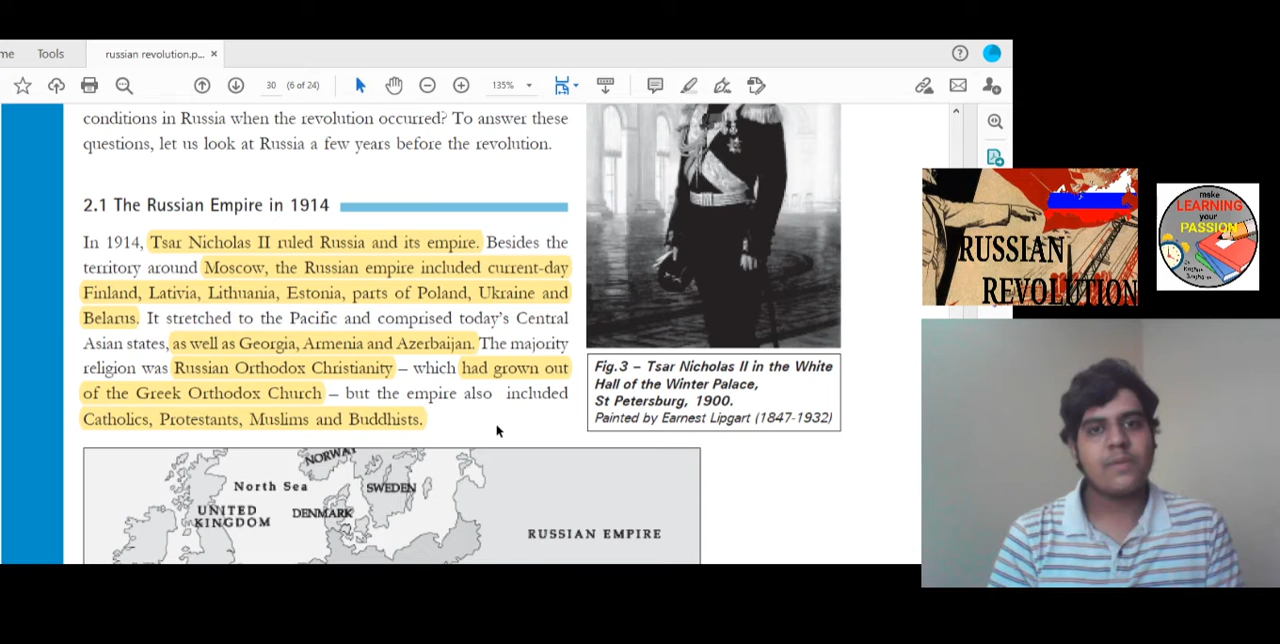 me Tools russian revolution.p... ×
30 (6 of 24) 135%
conditions in Russia when the revolution occurred? To answer these
questions, let us look at Russia a few years before the revolution.
2.1 The Russian Empire in 1914
In 1914, Tsar Nicholas II ruled Russia and its empire. Besides the
territory around Moscow, the Russian empire included current-day
Finland, Lativia, Lithuania, Estonia, parts of Poland, Ukraine and
Belarus. It stretched to the Pacific and comprised today's Central
Asian states, as well as Georgia, Armenia and Azerbaijan. The majority
religion was Russian Orthodox Christianity – which had grown out
of the Greek Orthodox Church – but the empire also included
Catholics, Protestants, Muslims and Buddhists.
Fig.3 – Tsar Nicholas II in the White
Hall of the Winter Palace,
St Petersburg, 1900.
Painted by Earnest Lipgart (1847-1932)
NORWAY
North Sea
SWEDEN
UNITED
KINGDOM
DENMARK
RUSSIAN EMPIRE
RUSSIAN
REVOLUTION
make
LEARNING
your
PASSION